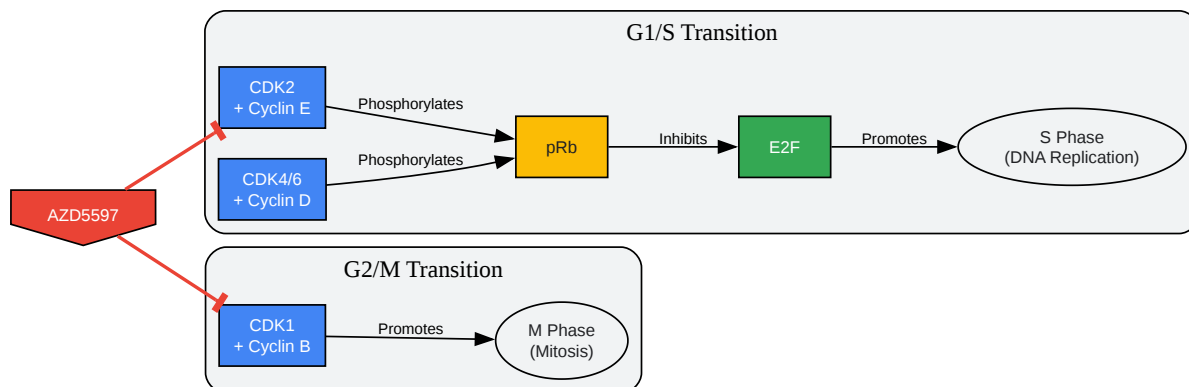 G1/S Transition
CDK2
+ Cyclin E
Phosphorylates
CDK4/6
+ Cyclin D
Phosphorylates
pRb
Inhibits
E2F
Promotes
S Phase
(DNA Replication)
AZD5597
G2/M Transition
CDK1
+ Cyclin B
Promotes
M Phase
(Mitosis)